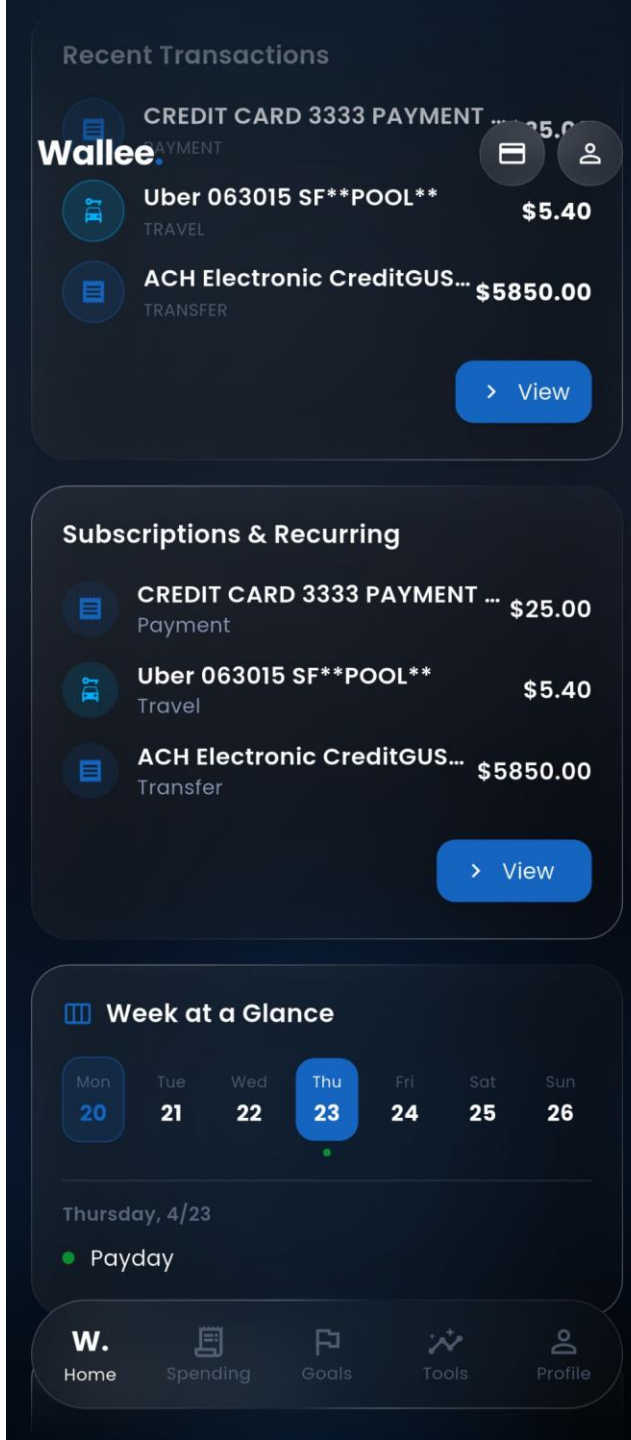 Recent Transactions
CREDIT CARD 3333 PAYMENT ...
PAYMENT
Wallee.
Uber 063015 SF**POOL** $5.40
TRAVEL
ACH Electronic CreditGUS... $5850.00
TRANSFER
View
Subscriptions & Recurring
CREDIT CARD 3333 PAYMENT ... $25.00
Payment
Uber 063015 SF**POOL** $5.40
Travel
ACH Electronic CreditGUS... $5850.00
Transfer
View
Week at a Glance
Mon Tue Wed Thu Fri Sat Sun
20 21 22 23 24 25 26
Thursday, 4/23
Payday
W.
Home Spending Goals Tools Profile